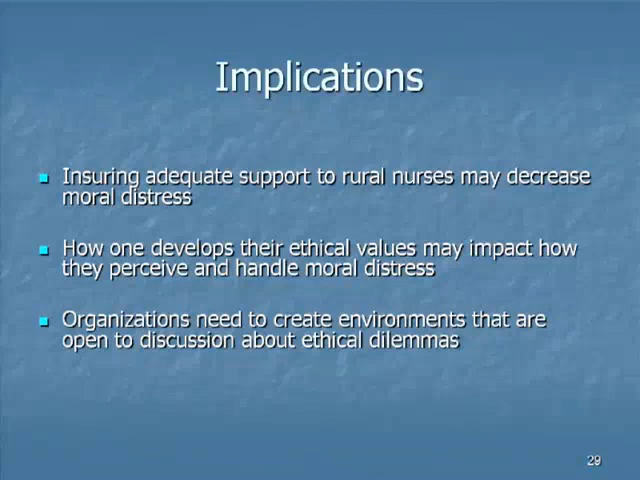 Implications
Insuring adequate support to rural nurses may decrease
moral distress
How one develops their ethical values may impact how
they perceive and handle moral distress
Organizations need to create environments that are
open to discussion about ethical dilemmas
29